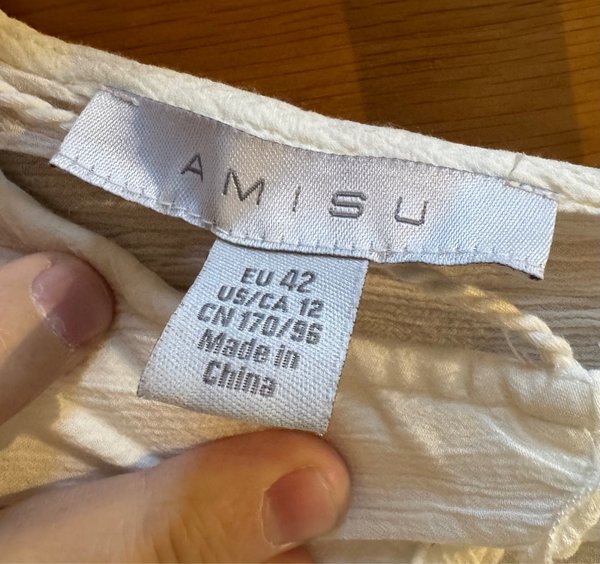 AMISU
EU 42
US/CA 12
CN 170/96
Made in
China